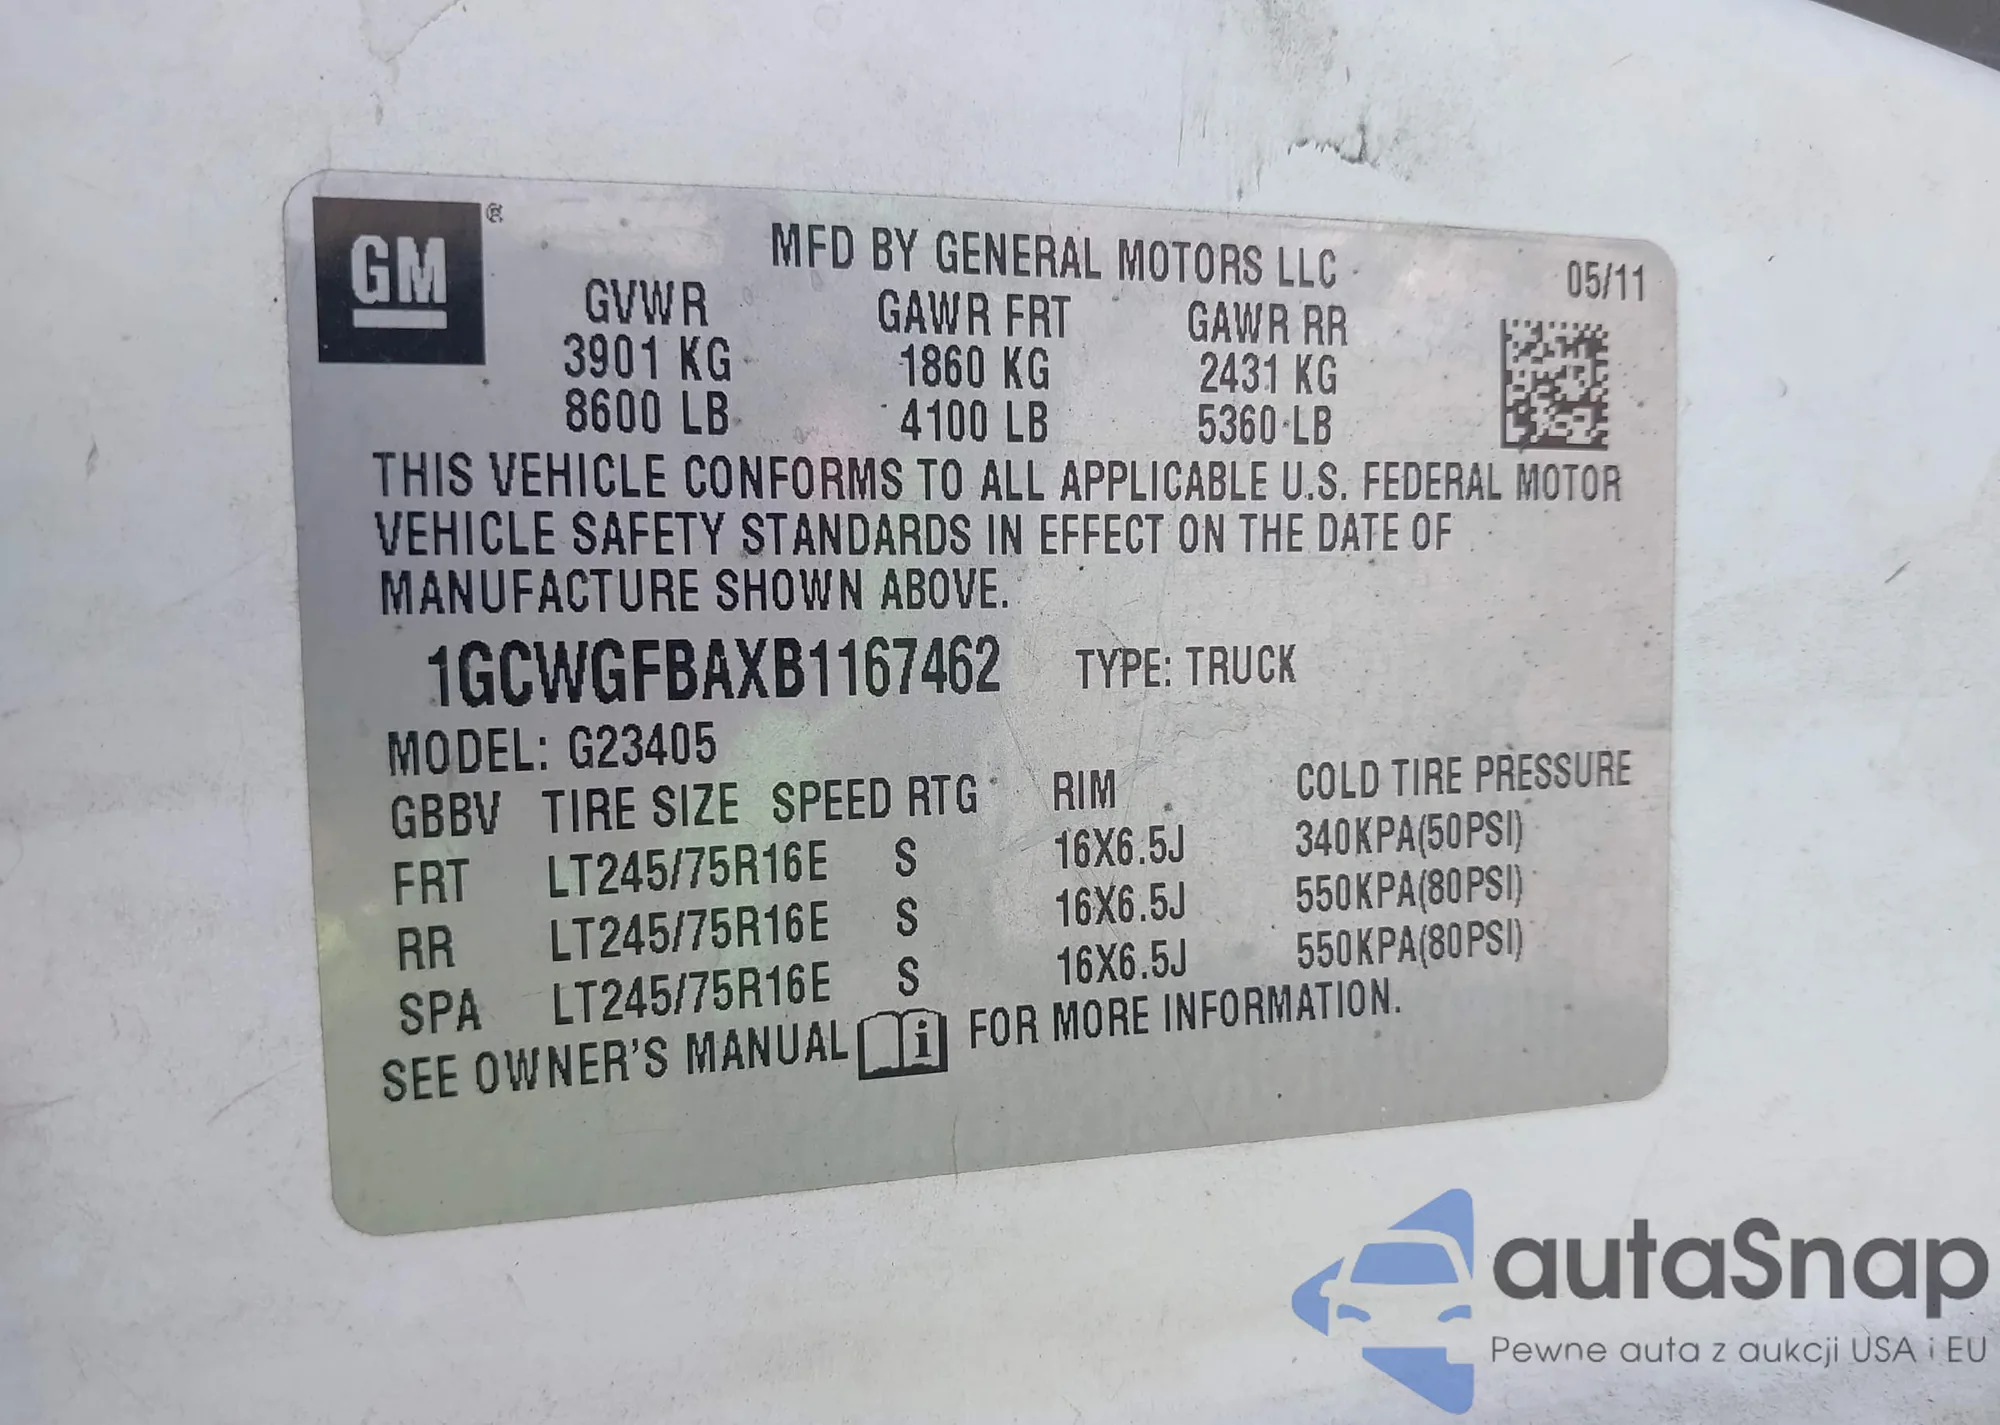 GM ®
MFD BY GENERAL MOTORS LLC
05/11
GVWR GAWR FRT GAWR RR
3901 KG 1860 KG 2431 KG
8600 LB 4100 LB 5360 LB
THIS VEHICLE CONFORMS TO ALL APPLICABLE U.S. FEDERAL MOTOR
VEHICLE SAFETY STANDARDS IN EFFECT ON THE DATE OF
MANUFACTURE SHOWN ABOVE.
1GCWGFBAXB1167462 TYPE: TRUCK
MODEL: G23405
GBBV TIRE SIZE SPEED RTG RIM COLD TIRE PRESSURE
FRT LT245/75R16E S 16X6.5J 340KPA(50PSI)
RR LT245/75R16E S 16X6.5J 550KPA(80PSI)
SPA LT245/75R16E S 16X6.5J 550KPA(80PSI)
SEE OWNER'S MANUAL i FOR MORE INFORMATION.
autaSnap
Pewne auta z aukcji USA i EU